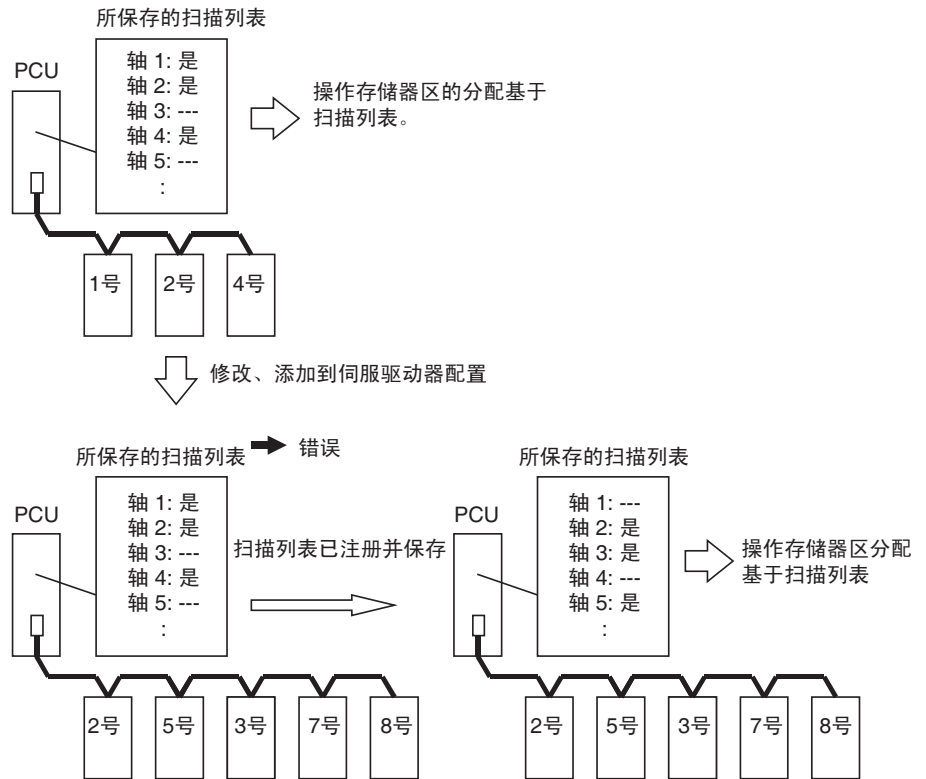 所保存的扫描列表
PCU
轴 1: 是
轴 2: 是
轴 3: ---
轴 4: 是
轴 5: ---
:
操作存储器区的分配基于
扫描列表。
1号
2号
4号
修改、添加到伺服驱动器配置
错误
所保存的扫描列表
PCU
轴 1: 是
轴 2: 是
轴 3: ---
轴 4: 是
轴 5: ---
:
扫描列表已注册并保存
2号
5号
3号
7号
8号
所保存的扫描列表
PCU
轴 1: ---
轴 2: 是
轴 3: 是
轴 4: ---
轴 5: 是
:
操作存储器区分配
基于扫描列表
2号
5号
3号
7号
8号